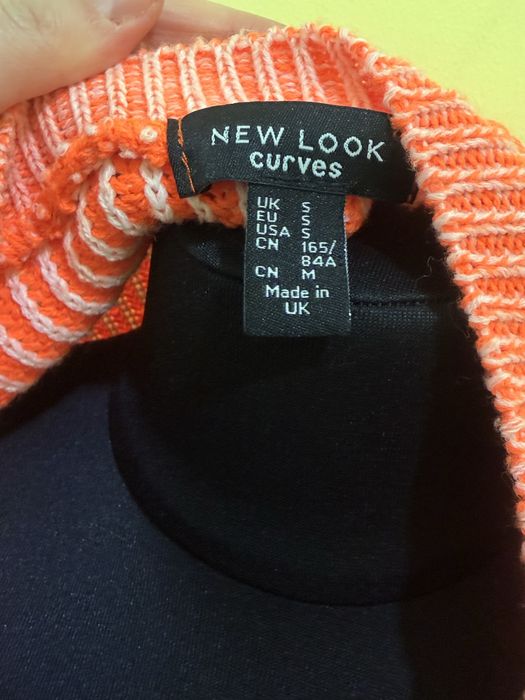 NEW LOOK
curves
UK S
EU S
USA S
CN 165/
84A
CN M
Made in
UK